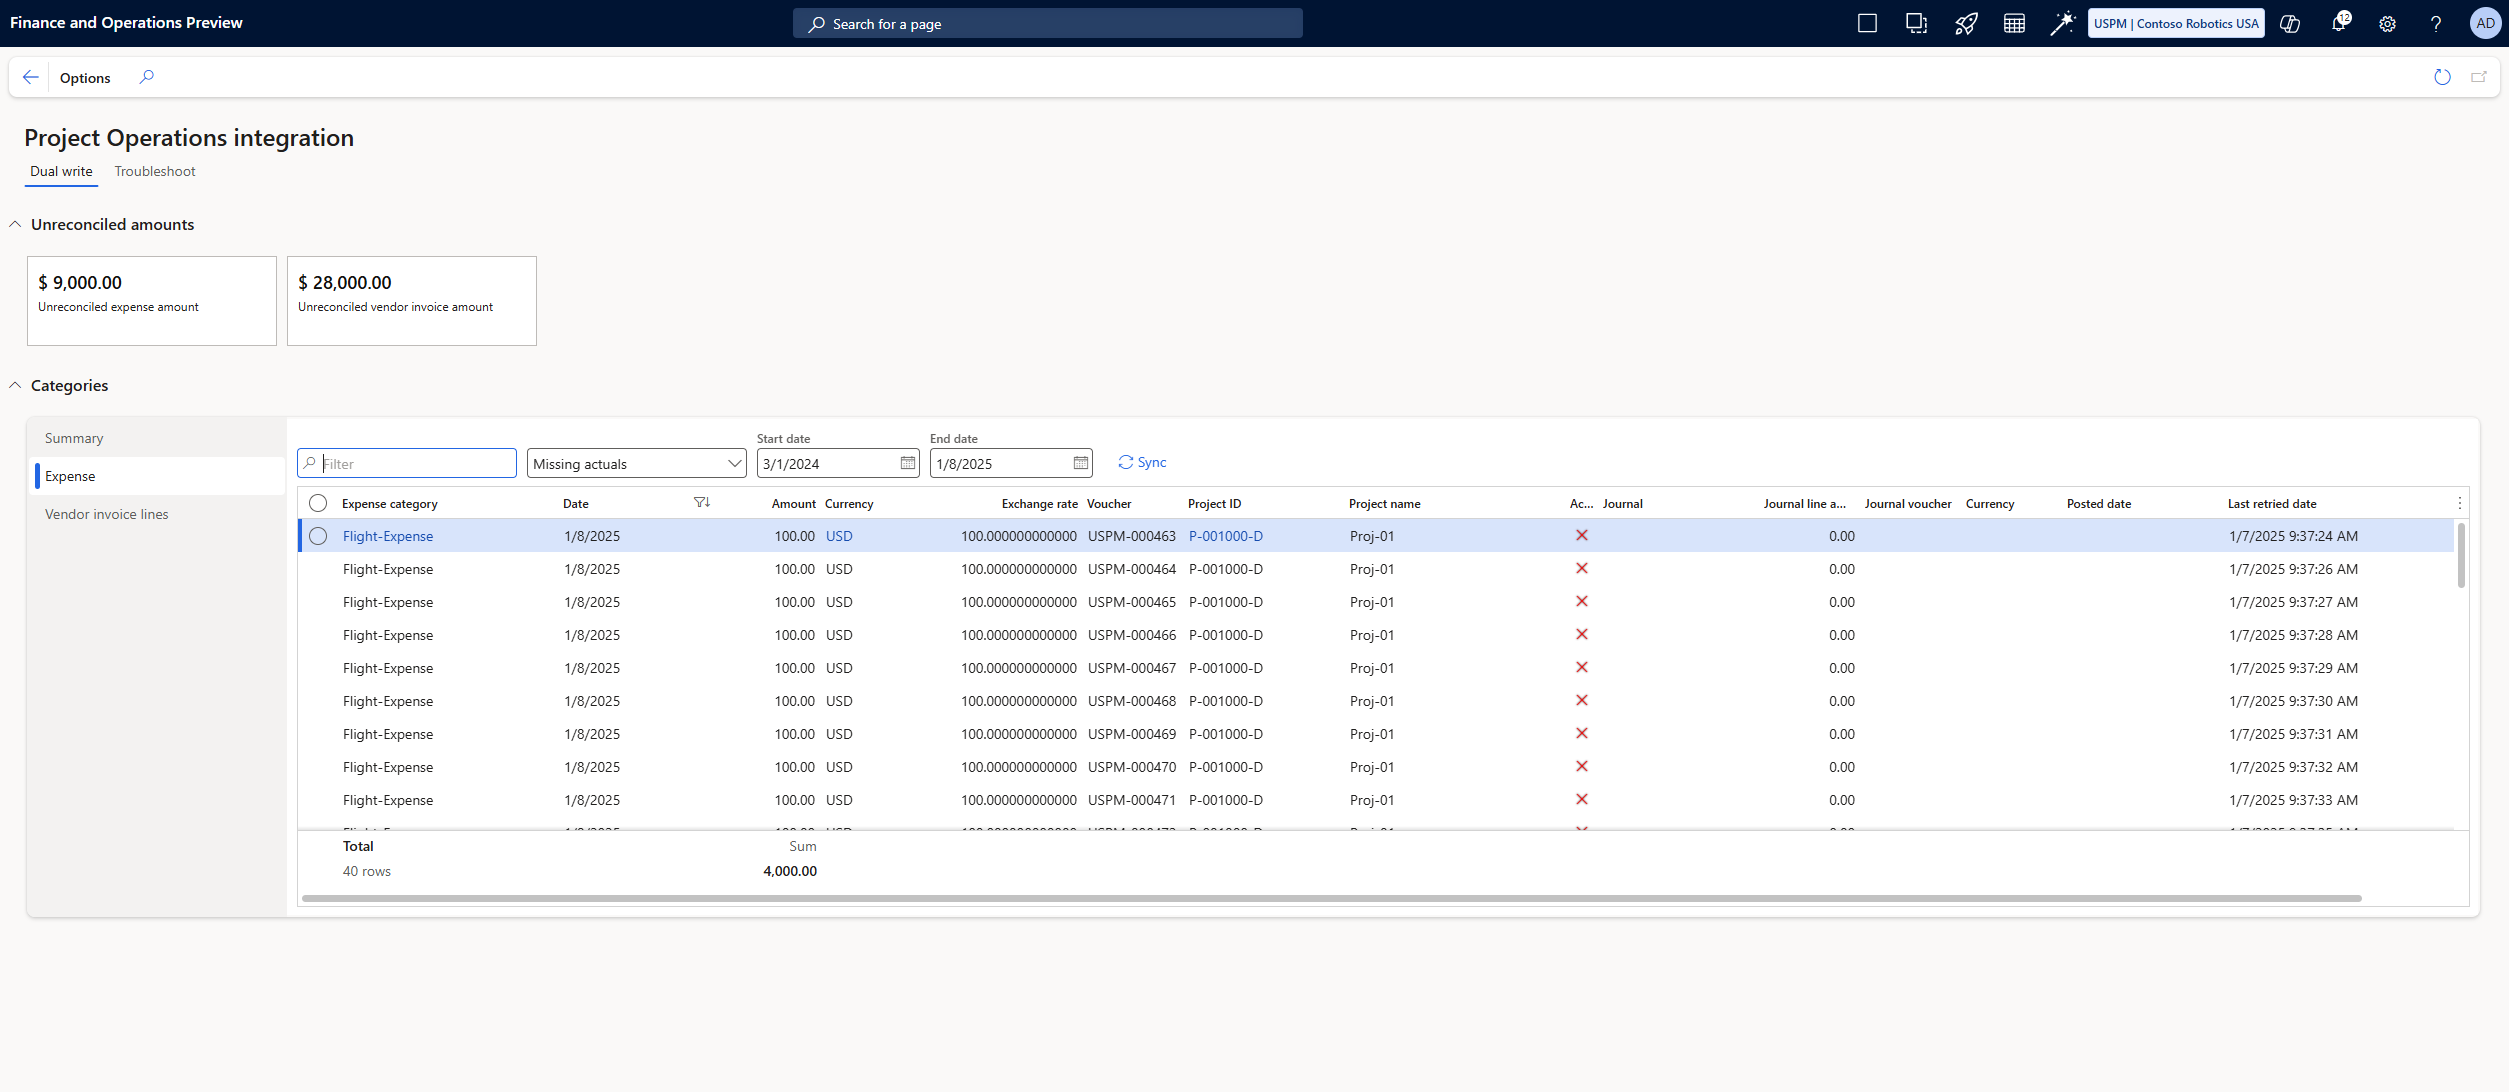 Finance and Operations Preview
Search for a page
USPM | Contoso Robotics USA
12
?
AD
Options
Project Operations integration
Dual write Troubleshoot
Unreconciled amounts
$ 9,000.00
Unreconciled expense amount
$ 28,000.00
Unreconciled vendor invoice amount
Categories
Summary
Expense
Vendor invoice lines
Start date End date
Filter Missing actuals 3/1/2024 1/8/2025 Sync
Expense category Date Amount Currency Exchange rate Voucher Project ID Project name Ac... Journal Journal line a... Journal voucher Currency Posted date Last retried date
Flight-Expense 1/8/2025 100.00 USD 100.000000000000 USPM-000463 P-001000-D Proj-01 0.00 1/7/2025 9:37:24 AM
Flight-Expense 1/8/2025 100.00 USD 100.000000000000 USPM-000464 P-001000-D Proj-01 0.00 1/7/2025 9:37:26 AM
Flight-Expense 1/8/2025 100.00 USD 100.000000000000 USPM-000465 P-001000-D Proj-01 0.00 1/7/2025 9:37:27 AM
Flight-Expense 1/8/2025 100.00 USD 100.000000000000 USPM-000466 P-001000-D Proj-01 0.00 1/7/2025 9:37:28 AM
Flight-Expense 1/8/2025 100.00 USD 100.000000000000 USPM-000467 P-001000-D Proj-01 0.00 1/7/2025 9:37:29 AM
Flight-Expense 1/8/2025 100.00 USD 100.000000000000 USPM-000468 P-001000-D Proj-01 0.00 1/7/2025 9:37:30 AM
Flight-Expense 1/8/2025 100.00 USD 100.000000000000 USPM-000469 P-001000-D Proj-01 0.00 1/7/2025 9:37:31 AM
Flight-Expense 1/8/2025 100.00 USD 100.000000000000 USPM-000470 P-001000-D Proj-01 0.00 1/7/2025 9:37:32 AM
Flight-Expense 1/8/2025 100.00 USD 100.000000000000 USPM-000471 P-001000-D Proj-01 0.00 1/7/2025 9:37:33 AM
Total Sum
40 rows 4,000.00